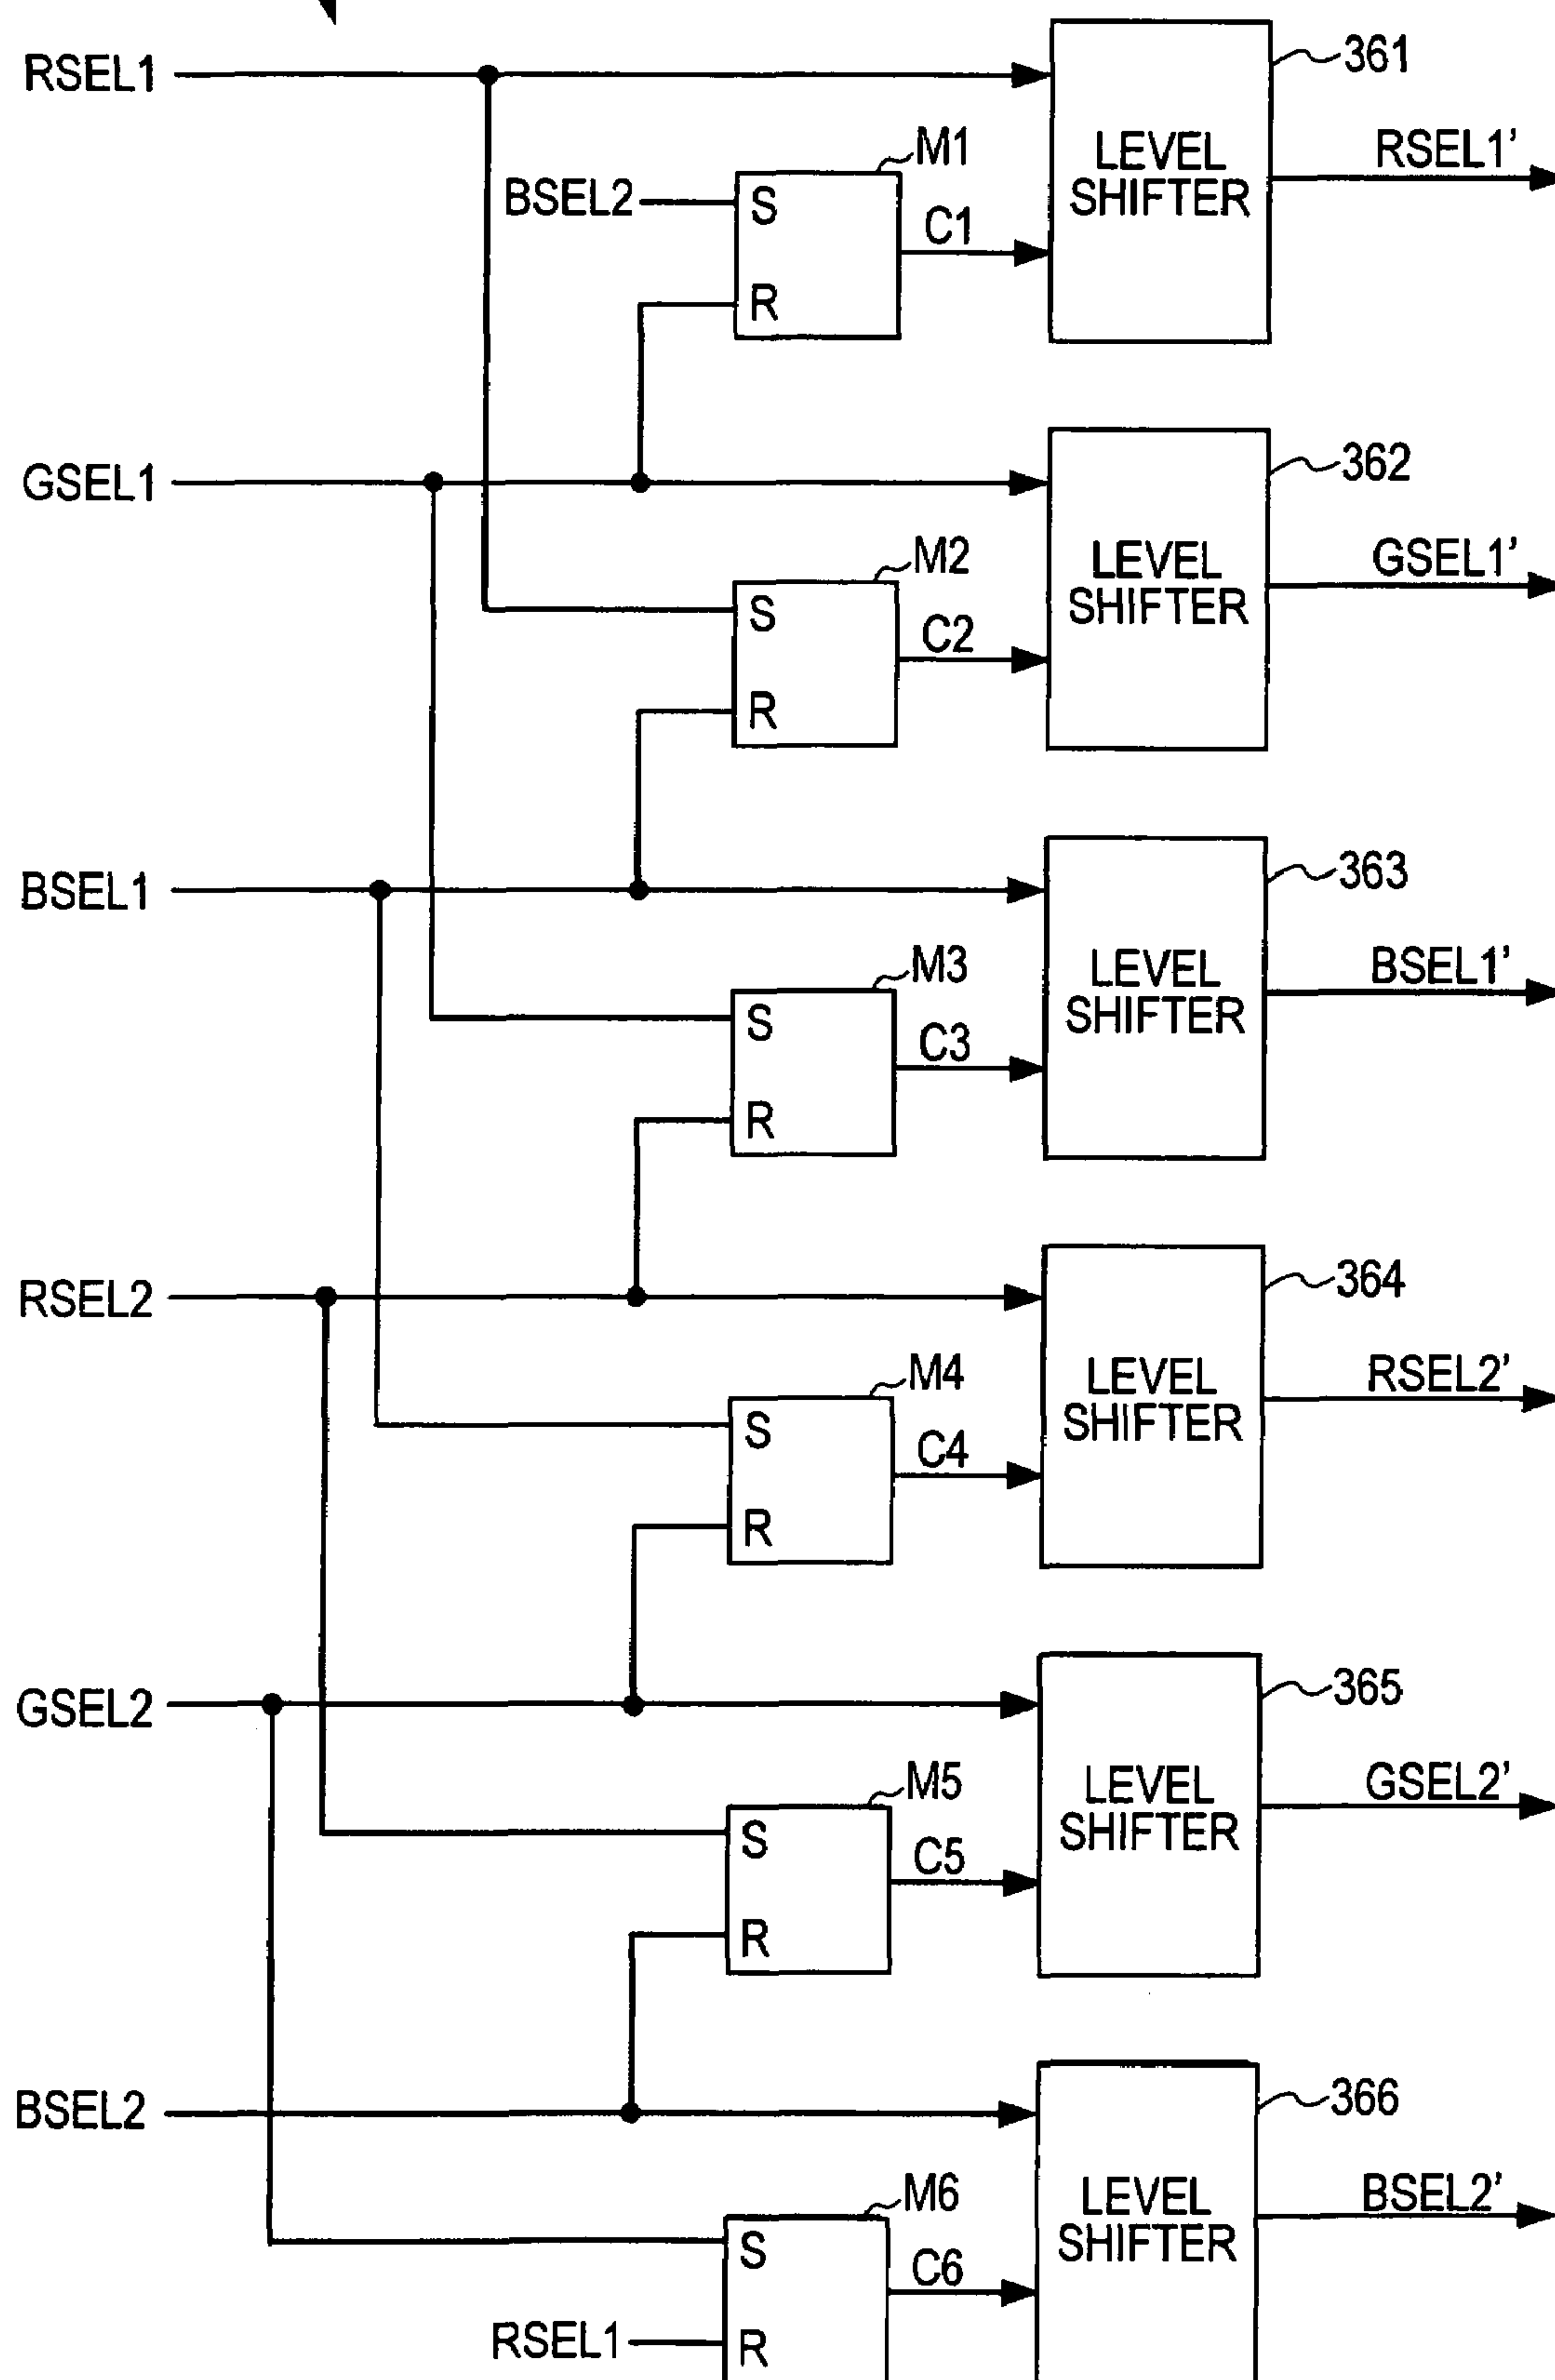 RSEL1
361
M1
LEVEL
SHIFTER
RSEL1'
BSEL2
S
C1
R
GSEL1
362
M2
LEVEL
SHIFTER
GSEL1'
S
C2
R
BSEL1
363
M3
LEVEL
SHIFTER
BSEL1'
S
C3
R
RSEL2
364
M4
LEVEL
SHIFTER
RSEL2'
S
C4
R
GSEL2
365
M5
LEVEL
SHIFTER
GSEL2'
S
C5
R
BSEL2
366
M6
LEVEL
SHIFTER
BSEL2'
S
C6
RSEL1
R